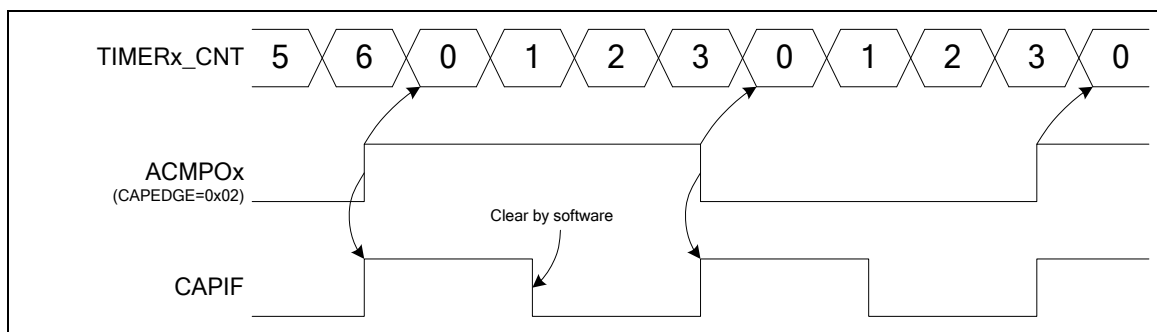 TIMERx_CNT 5 6 0 1 2 3 0 1 2 3 0
ACMPOx
(CAPEDGE=0x02)
Clear by software
CAPIF